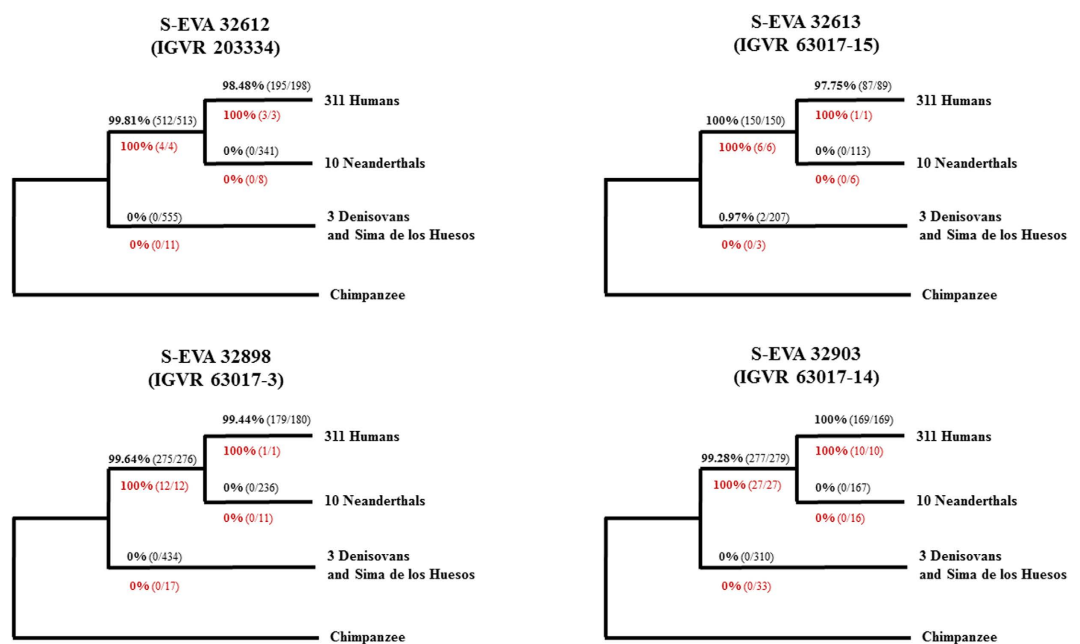 S-EVA 32612
(IGVR 203334)
98.48% (195/198)
311 Humans
100% (3/3)
99.81% (512/513)
100% (4/4)
0% (0/341)
10 Neanderthals
0% (0/8)
0% (0/555)
3 Denisovans
and Sima de los Huesos
0% (0/11)
Chimpanzee
S-EVA 32613
(IGVR 63017-15)
97.75% (87/89)
311 Humans
100% (1/1)
100% (150/150)
100% (6/6)
0% (0/113)
10 Neanderthals
0% (0/6)
0.97% (2/207)
3 Denisovans
and Sima de los Huesos
0% (0/3)
Chimpanzee
S-EVA 32898
(IGVR 63017-3)
99.44% (179/180)
311 Humans
100% (1/1)
99.64% (275/276)
100% (12/12)
0% (0/236)
10 Neanderthals
0% (0/11)
0% (0/434)
3 Denisovans
and Sima de los Huesos
0% (0/17)
Chimpanzee
S-EVA 32903
(IGVR 63017-14)
100% (169/169)
311 Humans
100% (10/10)
99.28% (277/279)
100% (27/27)
0% (0/167)
10 Neanderthals
0% (0/16)
0% (0/310)
3 Denisovans
and Sima de los Huesos
0% (0/33)
Chimpanzee